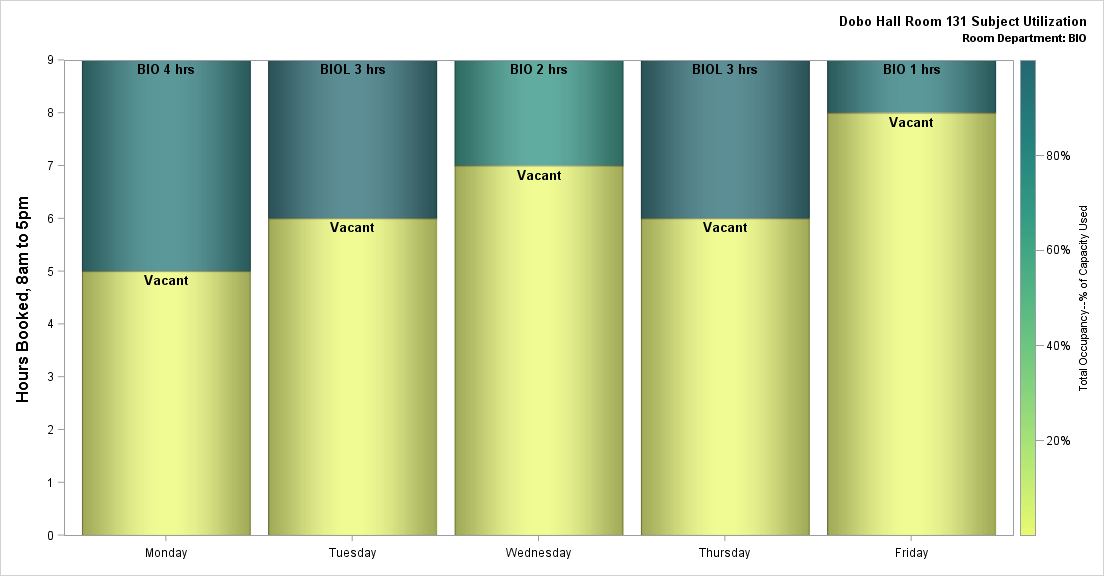 Dobo Hall Room 131 Subject Utilization
Room Department: BIO
Hours Booked, 8am to 5pm
9
8
7
6
5
4
3
2
1
0
BIO 4 hrs
Vacant
BIOL 3 hrs
Vacant
BIO 2 hrs
Vacant
BIOL 3 hrs
Vacant
BIO 1 hrs
Vacant
Monday
Tuesday
Wednesday
Thursday
Friday
80%
60%
40%
20%
Total Occupancy--% of Capacity Used